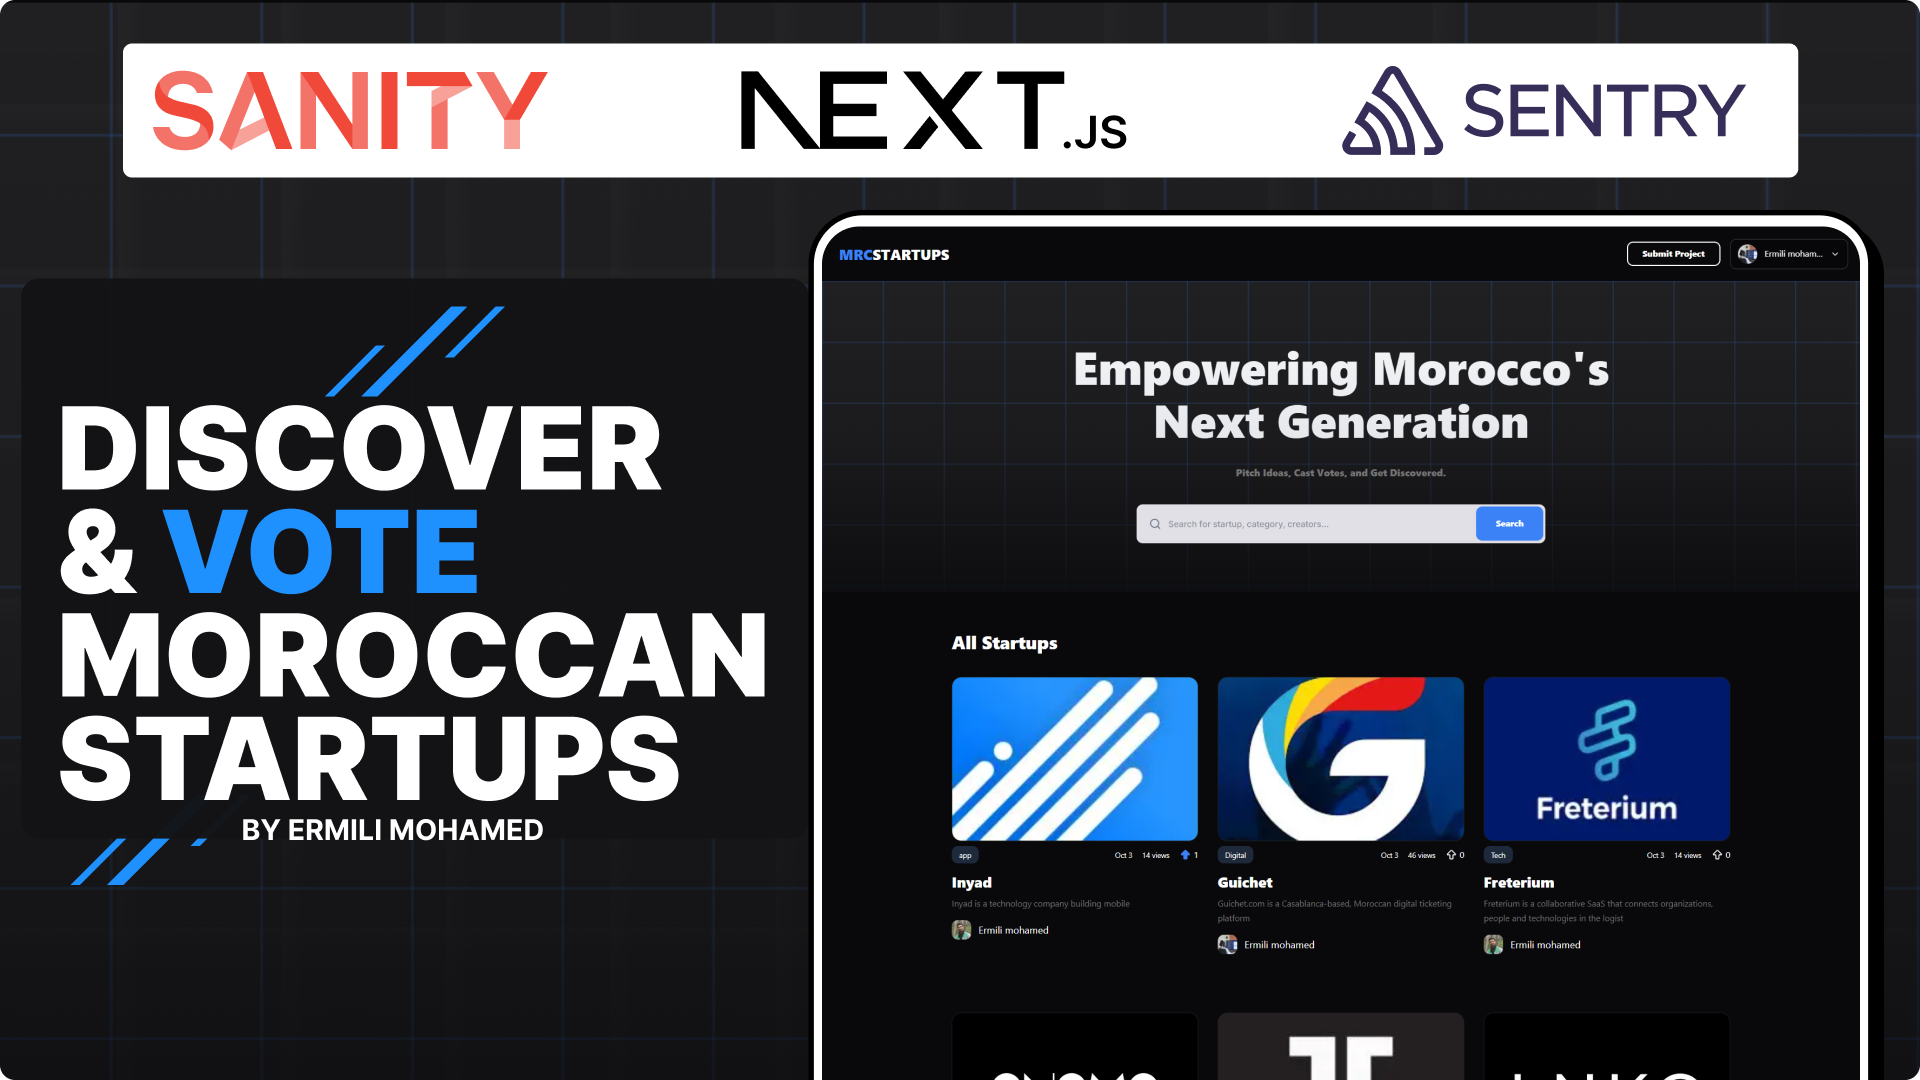 SANITY
NEXT.JS
SENTRY
DISCOVER
& VOTE
MOROCCAN
STARTUPS
BY ERMILI MOHAMED
MRCSTARTUPS
Submit Project
Ermili moham...
Empowering Morocco's
Next Generation
Pitch Ideas, Cast Votes, and Get Discovered.
Search for startup, category, creators...
Search
All Startups
app
Oct 3
14 views
1
Inyad
Inyad is a technology company building mobile
Ermili mohamed
Digital
Oct 3
46 views
0
Guichet
Guichet.com is a Casablanca-based, Moroccan digital ticketing
platform
Ermili mohamed
Freterium
Tech
Oct 3
14 views
0
Freterium
Freterium is a collaborative SaaS that connects organizations,
people and technologies in the logist
Ermili mohamed